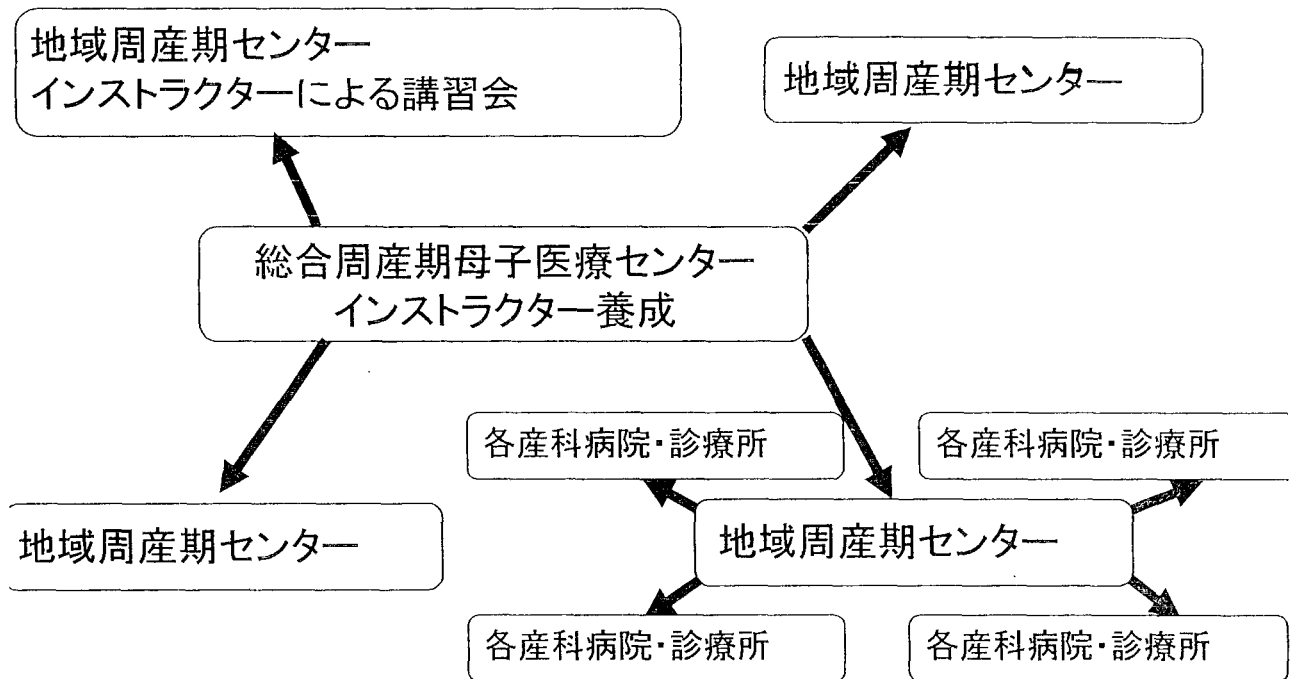 地域周産期センター
インストラクターによる講習会
地域周産期センター
総合周産期母子医療センター
インストラクター養成
各産科病院・診療所
各産科病院・診療所
地域周産期センター
地域周産期センター
各産科病院・診療所
各産科病院・診療所